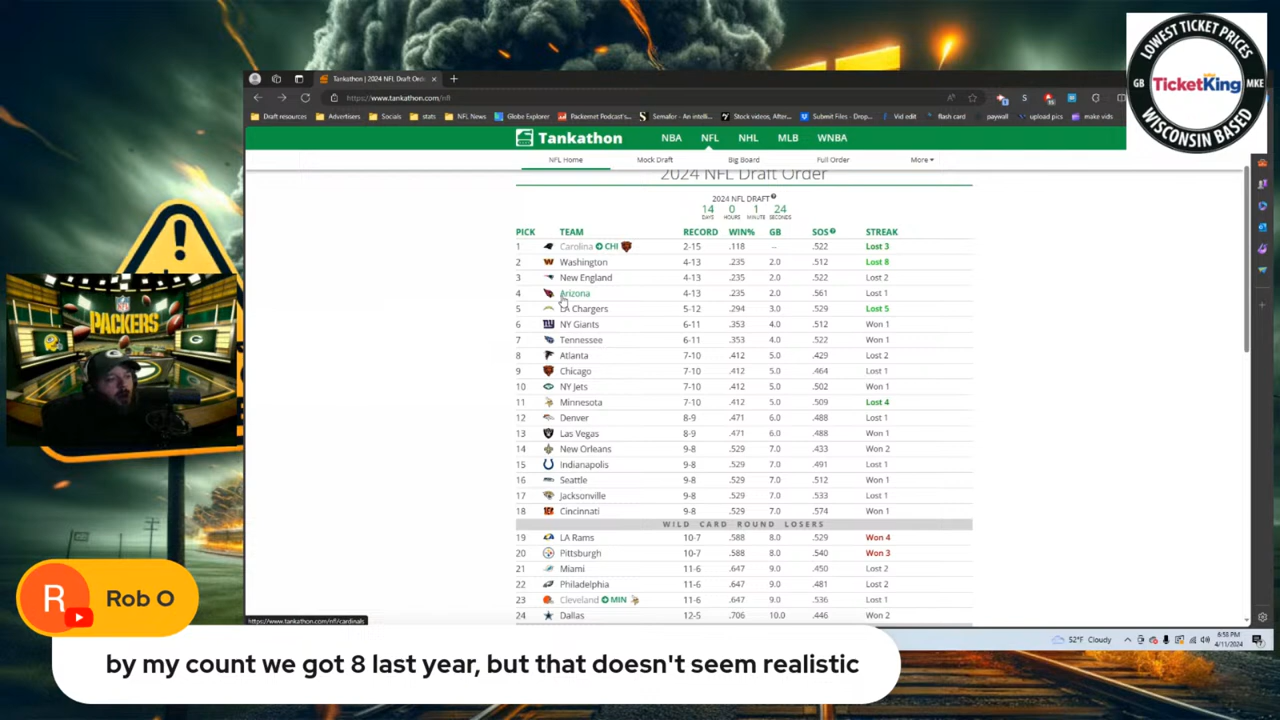 LOWEST TICKET PRICES
GB TicketKing MKE
WISCONSIN BASED
Tankathon | 2024 NFL Draft Ord
https://www.tankathon.com/nfl
Draft resources Advertisers Socials stats NFL News Globe Explorer Packernet Podcast's... Semafor - An intelli... Stock videos, After... Submit Files - Drop... Vid edit flash card paywall upload pics make vids
Tankathon NBA NFL NHL MLB WNBA
NFL Home Mock Draft Big Board Full Order More
2024 NFL Draft Order
2024 NFL DRAFT
14 0 1 24
DAYS HOURS MINUTE SECONDS
PICK TEAM RECORD WIN% GB SOS STREAK
1 Carolina CHI 2-15 .118 – .522 Lost 3
2 Washington 4-13 .235 2.0 .512 Lost 8
3 New England 4-13 .235 2.0 .522 Lost 2
4 Arizona 4-13 .235 2.0 .561 Lost 1
5 LA Chargers 5-12 .294 3.0 .529 Lost 5
6 NY Giants 6-11 .353 4.0 .512 Won 1
7 Tennessee 6-11 .353 4.0 .522 Won 1
8 Atlanta 7-10 .412 5.0 .429 Lost 2
9 Chicago 7-10 .412 5.0 .464 Lost 1
10 NY Jets 7-10 .412 5.0 .502 Won 1
11 Minnesota 7-10 .412 5.0 .509 Lost 4
12 Denver 8-9 .471 6.0 .488 Lost 1
13 Las Vegas 8-9 .471 6.0 .488 Won 1
14 New Orleans 9-8 .529 7.0 .433 Won 2
15 Indianapolis 9-8 .529 7.0 .491 Lost 1
16 Seattle 9-8 .529 7.0 .512 Won 1
17 Jacksonville 9-8 .529 7.0 .533 Lost 1
18 Cincinnati 9-8 .529 7.0 .574 Won 1
WILD CARD ROUND LOSERS
19 LA Rams 10-7 .588 8.0 .529 Won 4
20 Pittsburgh 10-7 .588 8.0 .540 Won 3
21 Miami 11-6 .647 9.0 .450 Lost 2
22 Philadelphia 11-6 .647 9.0 .481 Lost 2
23 Cleveland MIN 11-6 .647 9.0 .536 Lost 1
24 Dallas 12-5 .706 10.0 .446 Won 2
https://www.tankathon.com/nfl/cardinals
52°F Cloudy
6:58 PM
4/11/2024
NFL
PACKERS
R Rob O
by my count we got 8 last year, but that doesn't seem realistic